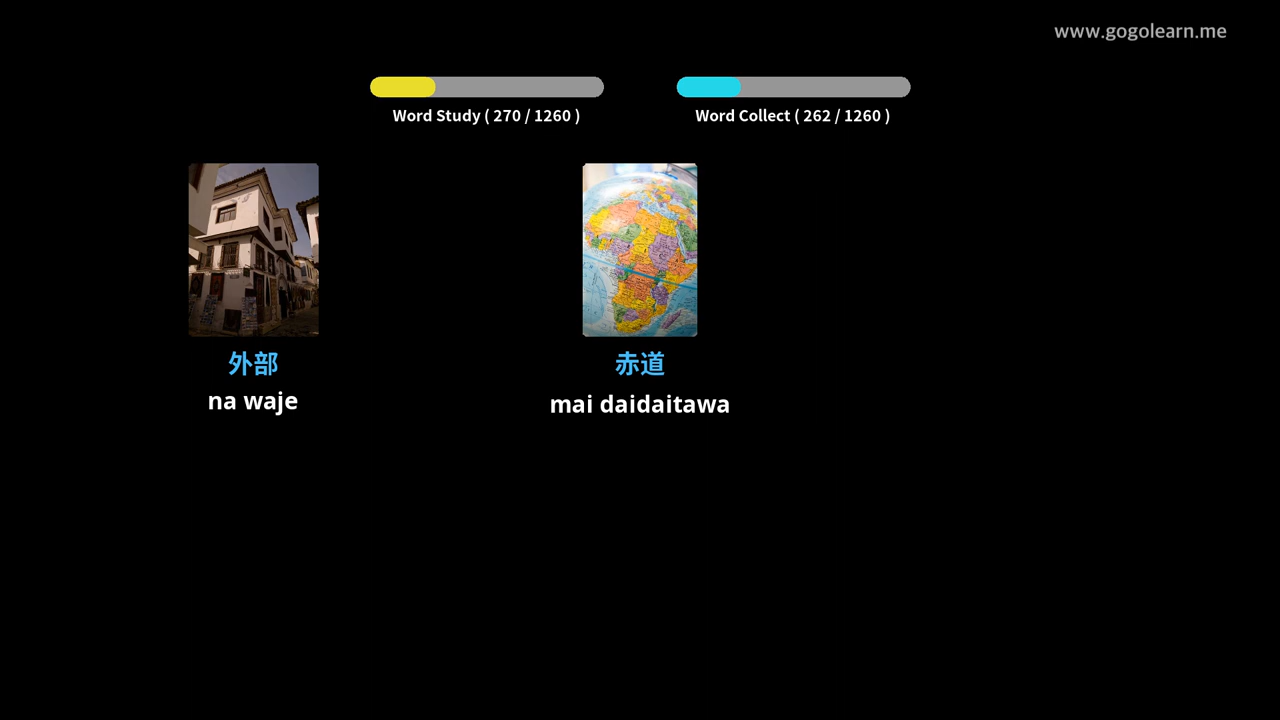 www.gogolearn.me
Word Study ( 270 / 1260 )
Word Collect ( 262 / 1260 )
外部
na waje
赤道
mai daidaitawa